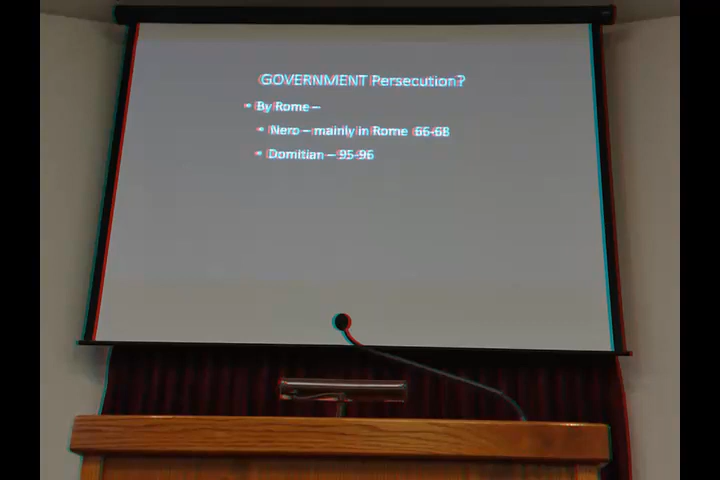 GOVERNMENT Persecution?
• By Rome –
• Nero – mainly in Rome 66-68
• Domitian – 95-96